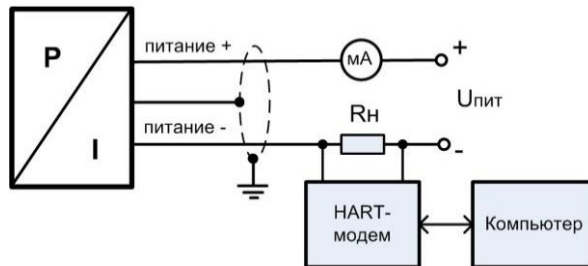 P
I
питание +
питание -
мА
+
Uпит
-
Rн
HART-
модем
Компьютер